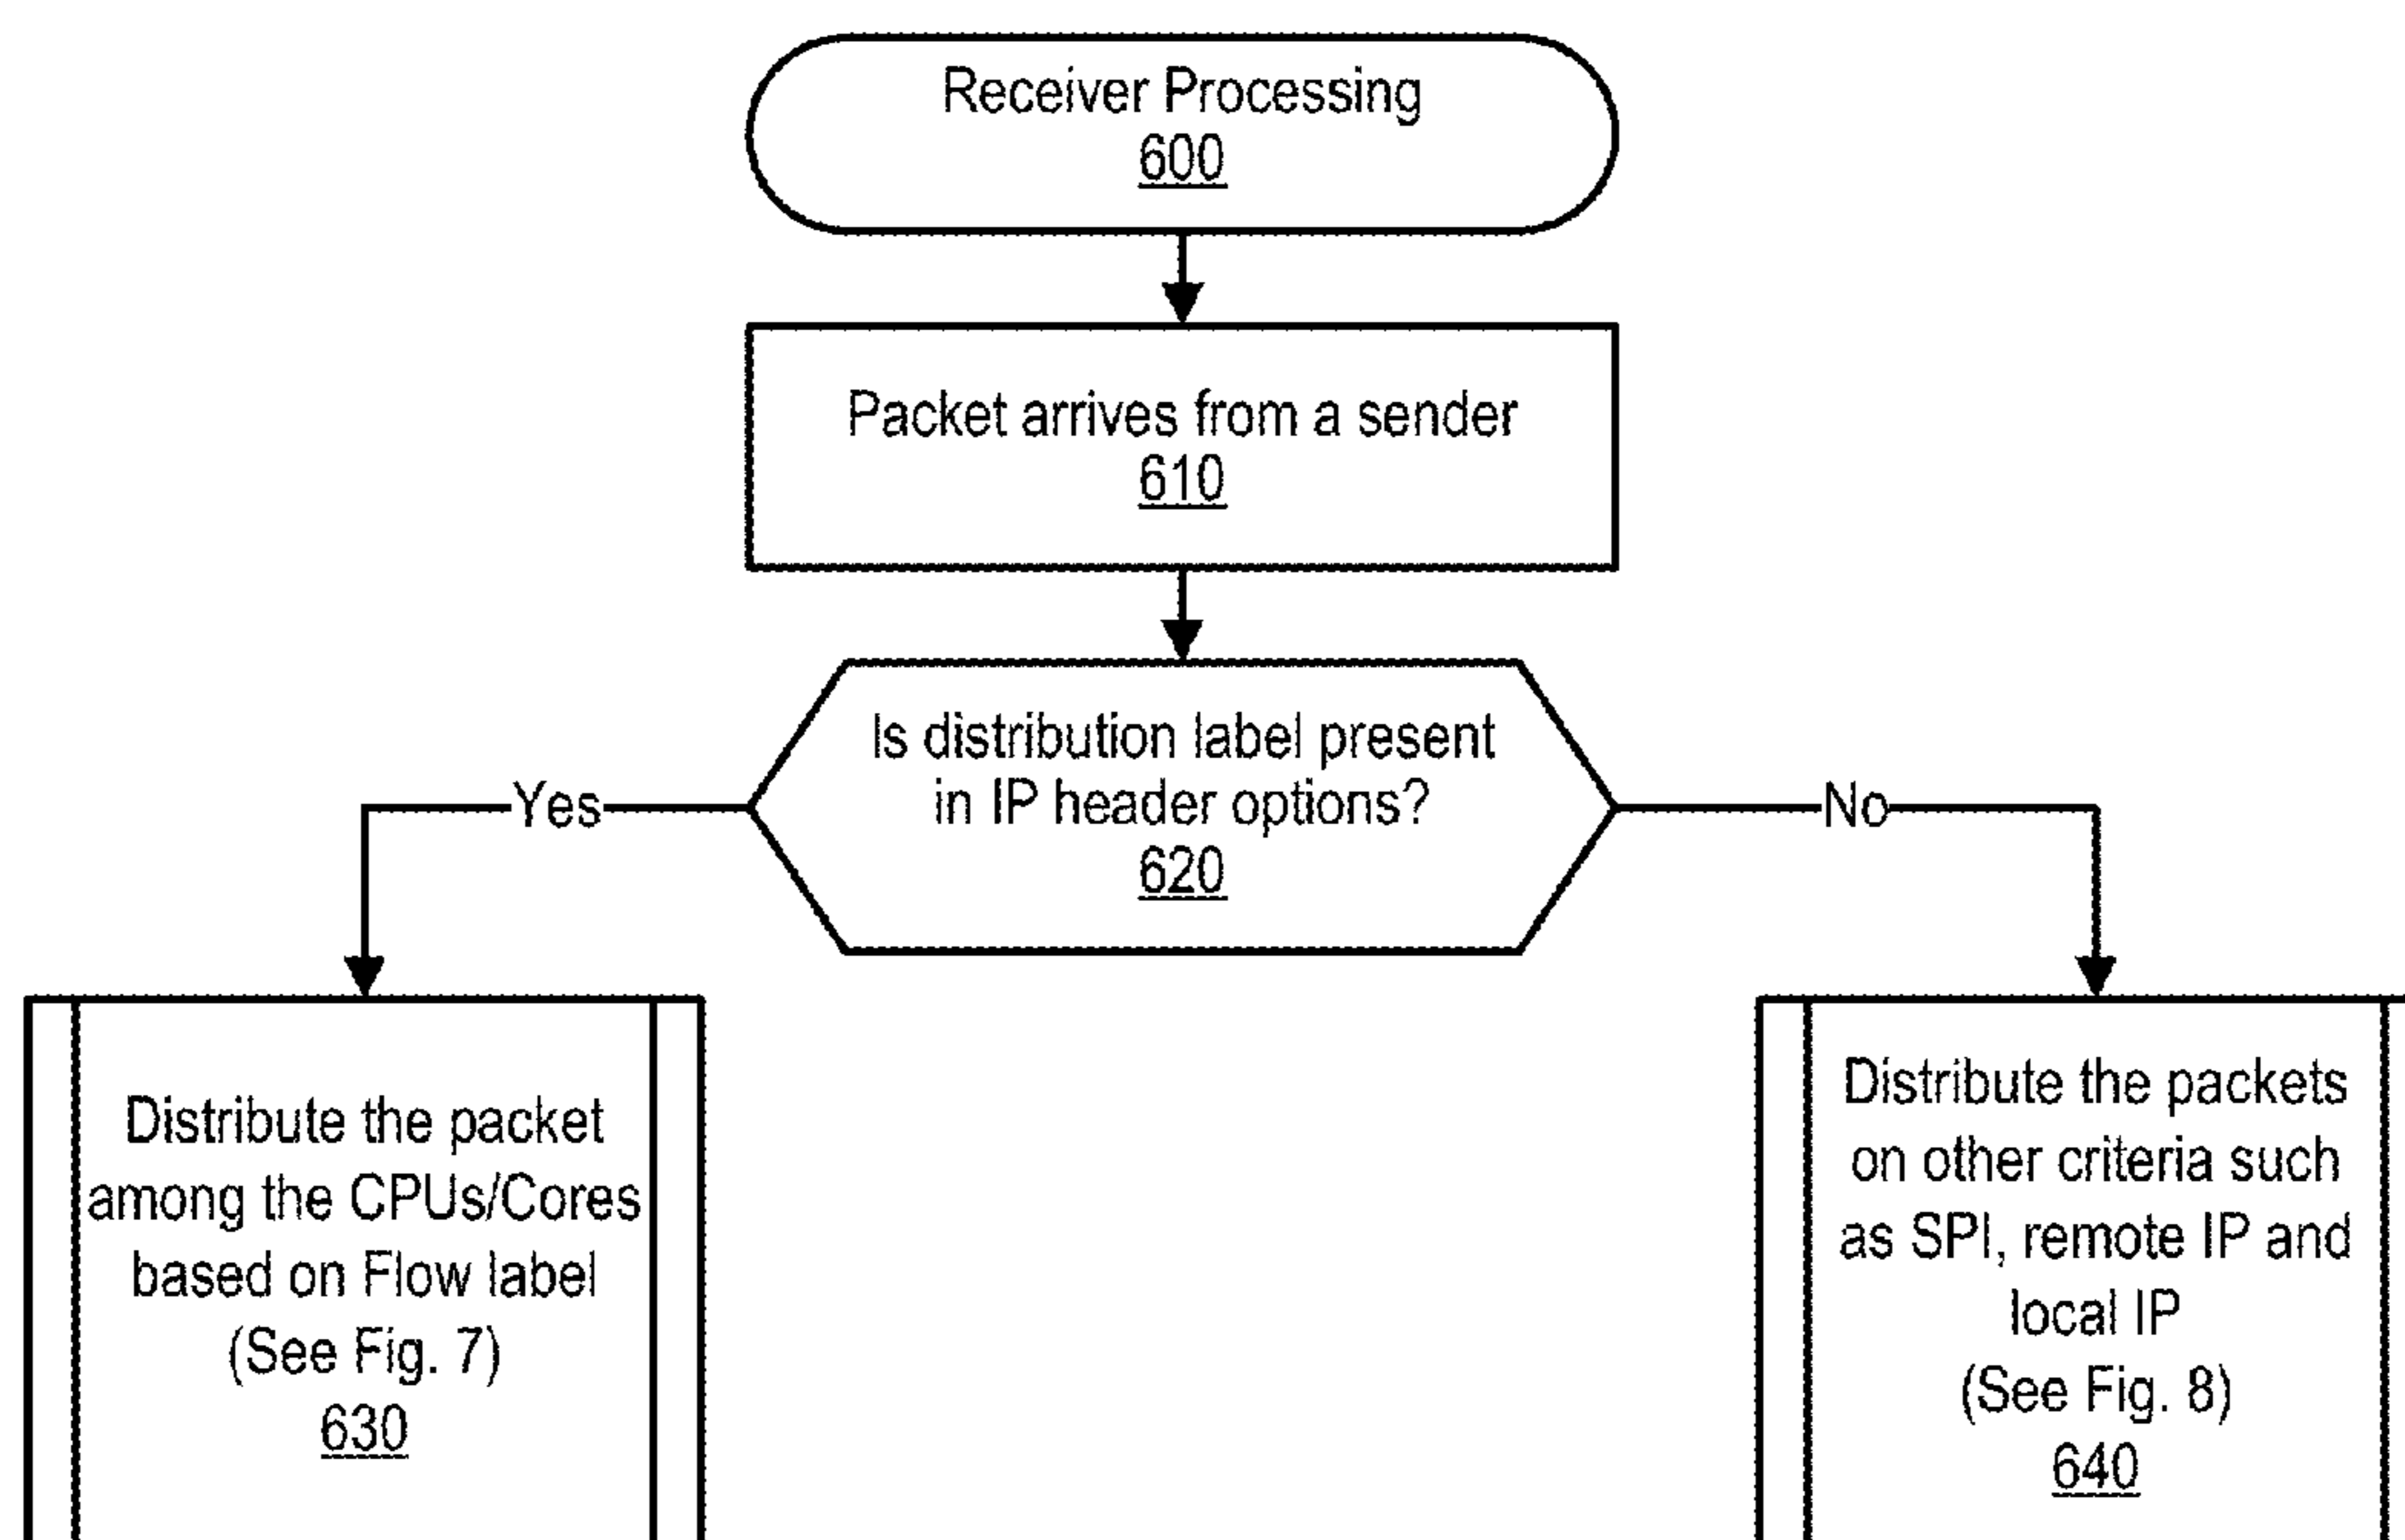 Receiver Processing
600
Packet arrives from a sender
610
Is distribution label present
in IP header options?
620
Yes
No
Distribute the packet
among the CPUs/Cores
based on Flow label
(See Fig. 7)
630
Distribute the packets
on other criteria such
as SPI, remote IP and
local IP
(See Fig. 8)
640